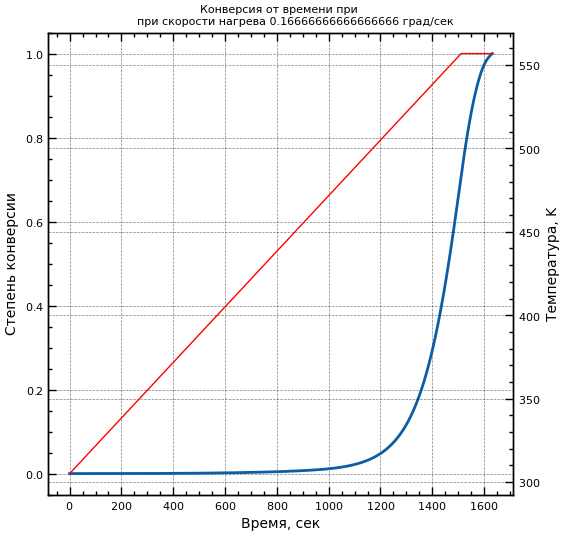 Конверсия от времени при
при скорости нагрева 0.16666666666666666 град/сек
1.0
0.8
0.6
0.4
0.2
0.0
Степень конверсии
550
500
450
400
350
300
Температура, K
0 200 400 600 800 1000 1200 1400 1600
Время, сек